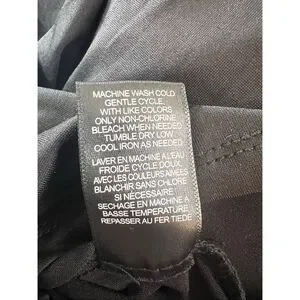 MACHINE WASH COLD
GENTLE CYCLE,
WITH LIKE COLORS
ONLY NON-CHLORINE
BLEACH WHEN NEEDED
TUMBLE DRY LOW.
COOL IRON AS NEEDED
LAVER EN MACHINE A L'EAU
FROIDE CYCLE DOUX
AVEC LES COULEURS AIMEES
BLANCHIR SANS CHLORE
SI NÉCESSAIRE
SECHAGE EN MACHINE A
BASSE TEMPERATURE
REPASSER AU FER TIEDE